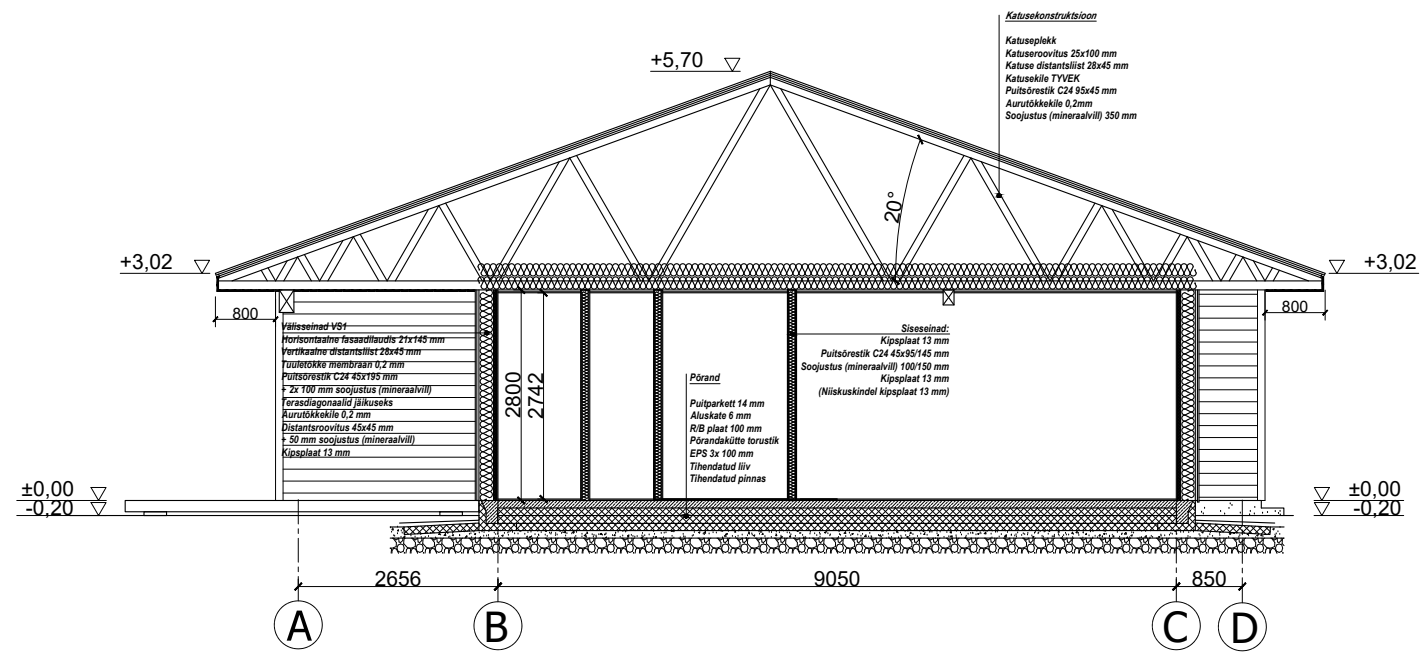 Katusekonstruktsioon
Katuseplekk
Katuseroovitus 25x100 mm
Katuse distantsliist 28x45 mm
Katusekile TYVEK
Puitsõrestik C24 95x45 mm
Aurutõkkekile 0,2mm
Soojustus (mineraalvill) 350 mm
+5,70
20°
+3,02
+3,02
800
800
Välisseinad VS1
Horisontaalne fasaadilaudis 21x145 mm
Vertikaalne distantsliist 28x45 mm
Tuuletõkke membraan 0,2 mm
Puitsõrestik C24 45x195 mm
+ 2x 100 mm soojustus (mineraalvill)
Terasdiagonaalid jäikuseks
Aurutõkkekile 0,2 mm
Distantsroovitus 45x45 mm
+ 50 mm soojustus (mineraalvill)
Kipsplaat 13 mm
2800
2742
Põrand
Puitparkett 14 mm
Aluskate 6 mm
R/B plaat 100 mm
Põrandakütte torustik
EPS 3x 100 mm
Tihendatud liiv
Tihendatud pinnas
Siseseinad:
Kipsplaat 13 mm
Puitsõrestik C24 45x95/145 mm
Soojustus (mineraalvill) 100/150 mm
Kipsplaat 13 mm
(Niiskuskindel kipsplaat 13 mm)
±0,00
-0,20
±0,00
-0,20
2656
9050
850
A
B
C
D